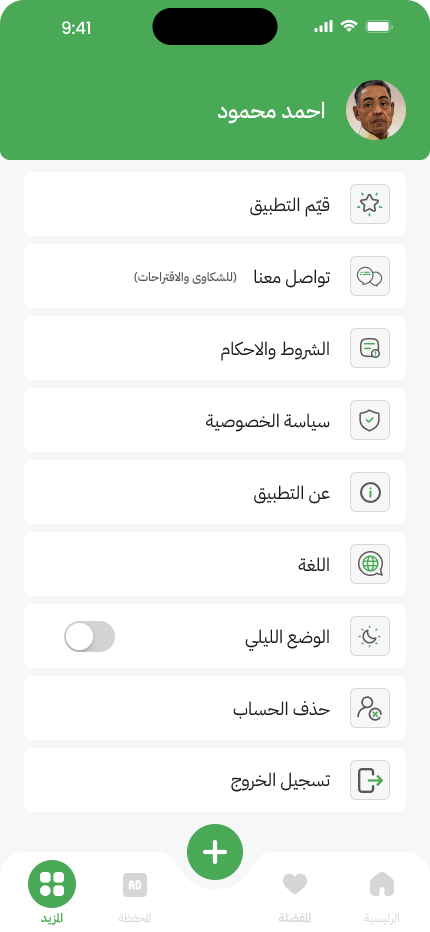 9:41
احمد محمود
قيّم التطبيق
تواصل معنا (للشكاوى والاقتراحات)
الشروط والاحكام
سياسة الخصوصية
عن التطبيق
اللغة
الوضع الليلي
حذف الحساب
تسجيل الخروج
AD
الرئيسية المفضلة المحفظة المزيد